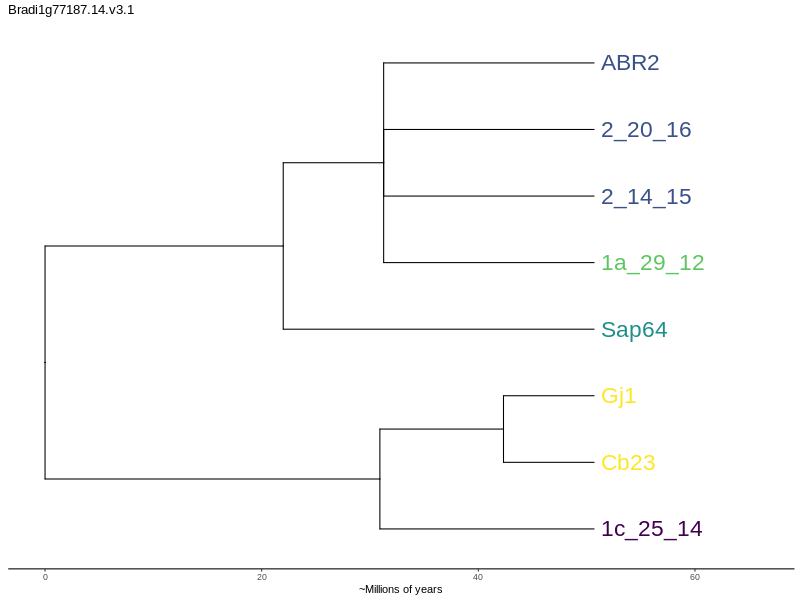 Bradi1g77187.14.v3.1
ABR2
2_20_16
2_14_15
1a_29_12
Sap64
Gj1
Cb23
1c_25_14
0 20 40 60
~Millions of years